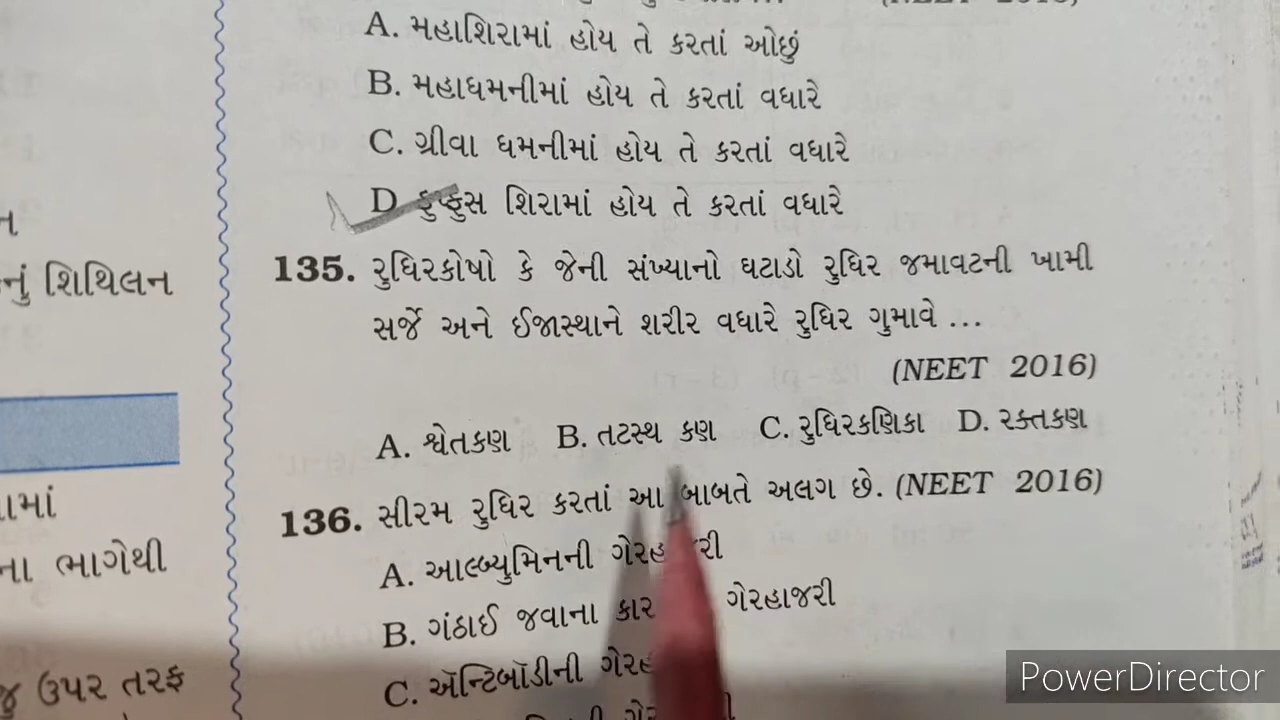 A. મહાશિરામાં હોય તે કરતાં ઓછું
B. મહાધમનીમાં હોય તે કરતાં વધારે
C. ગ્રીવા ધમનીમાં હોય તે કરતાં વધારે
D ફુપ્ફુસ શિરામાં હોય તે કરતાં વધારે
135. રુધિરકોષો કે જેની સંખ્યાનો ઘટાડો રુધિર જમાવટની ખામી
સર્જે અને ઈજાસ્થાને શરીર વધારે રુધિર ગુમાવે ...
(NEET 2016)
A. શ્વેતકણ B. તટસ્થ કણ C. રુધિરકણિકા D. રક્તકણ
136. સીરમ રુધિર કરતાં આ બાબતે અલગ છે. (NEET 2016)
A. આલ્બ્યુમિનની
B. ગંઠાઈ જવાના ગેરહાજરી
C. ઍન્ટિબૉડીની
નું શિથિલન
ના ભાગેથી
ઉપર તરફ
PowerDirector